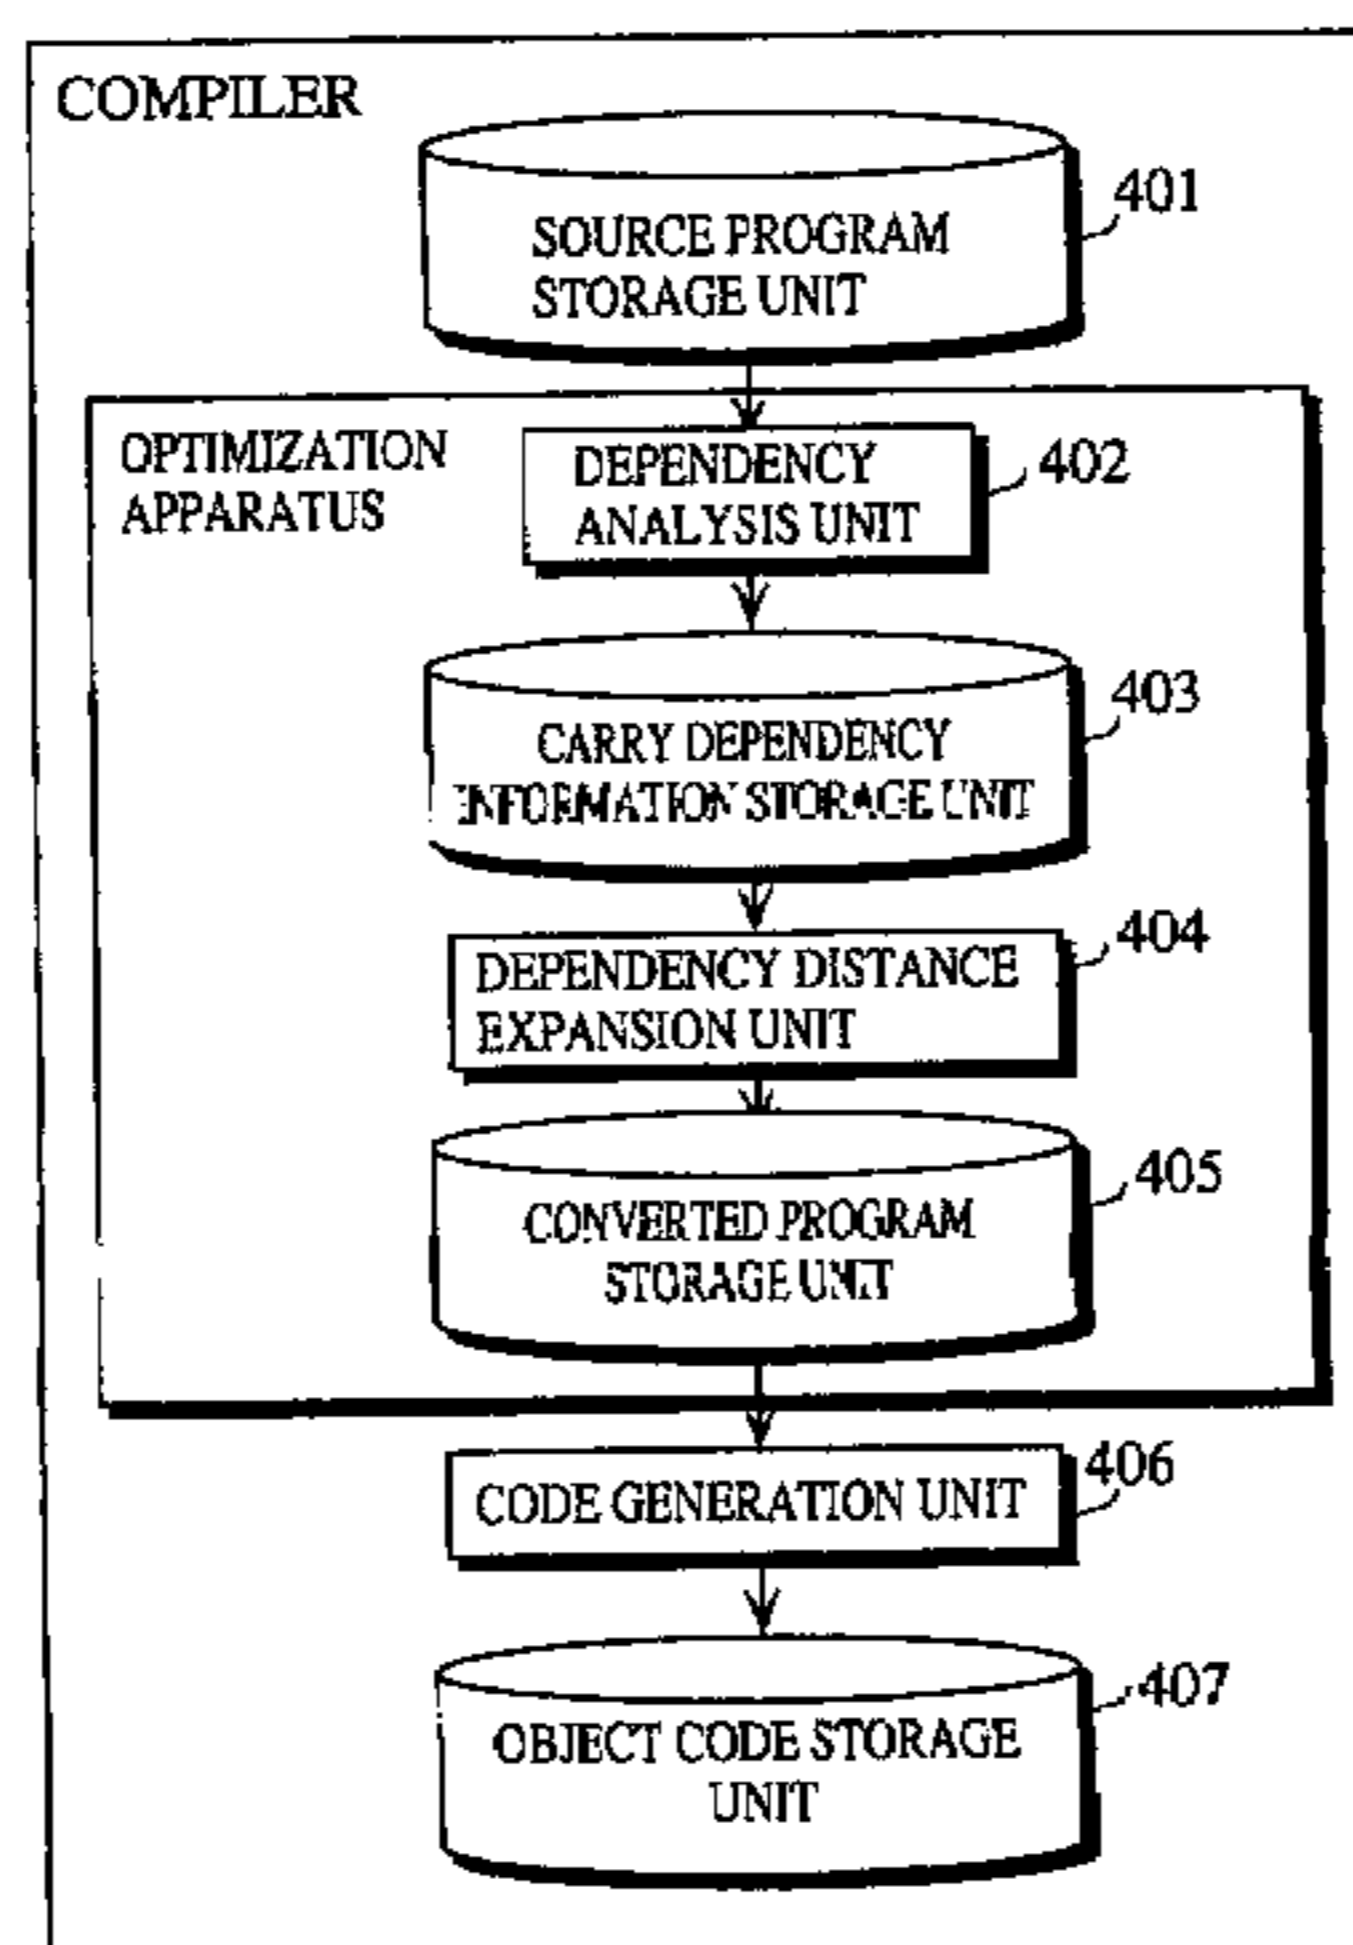 COMPILER
401
SOURCE PROGRAM
STORAGE UNIT
OPTIMIZATION
APPARATUS
DEPENDENCY
ANALYSIS UNIT
402
403
CARRY DEPENDENCY
INFORMATION STORAGE UNIT
404
DEPENDENCY DISTANCE
EXPANSION UNIT
405
CONVERTED PROGRAM
STORAGE UNIT
406
CODE GENERATION UNIT
407
OBJECT CODE STORAGE
UNIT